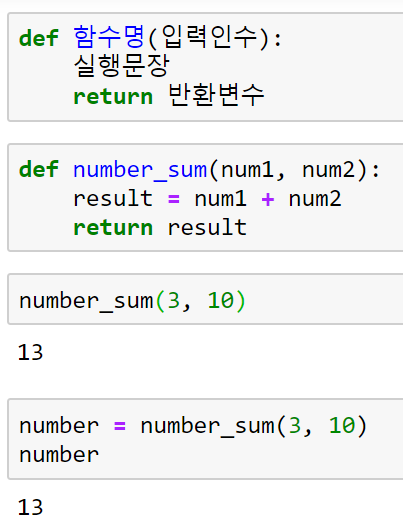 def 함수명(입력인수):
    실행문장
    return 반환변수
def number_sum(num1, num2):
    result = num1 + num2
    return result
number_sum(3, 10)
13
number = number_sum(3, 10)
number
13